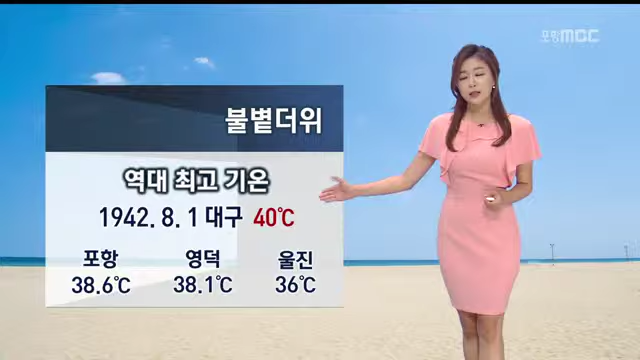 포항MBC
불볕더위
역대 최고 기온
1942. 8. 1 대구 40℃
포항 영덕 울진
38.6℃ 38.1℃ 36℃